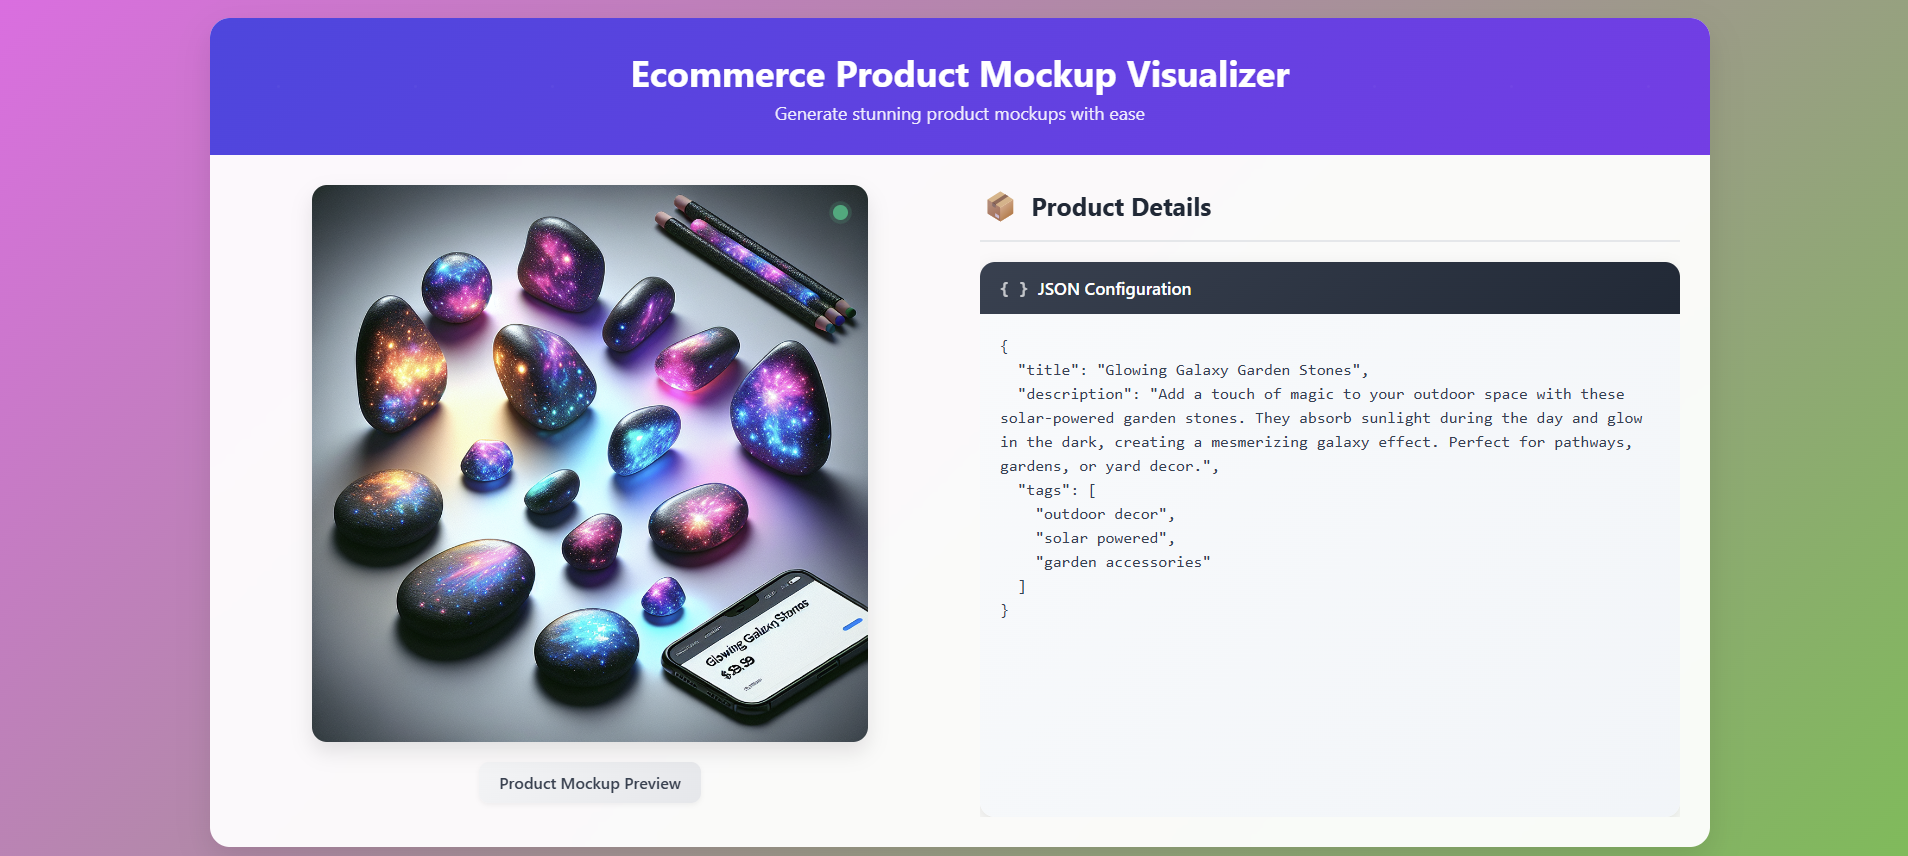 Ecommerce Product Mockup Visualizer
Generate stunning product mockups with ease
Glowing Galaxy Stones
Product Mockup Preview
Product Details
{ } JSON Configuration
{
"title": "Glowing Galaxy Garden Stones",
"description": "Add a touch of magic to your outdoor space with these
solar-powered garden stones. They absorb sunlight during the day and glow
in the dark, creating a mesmerizing galaxy effect. Perfect for pathways,
gardens, or yard decor.",
"tags": [
"outdoor decor",
"solar powered",
"garden accessories"
]
}